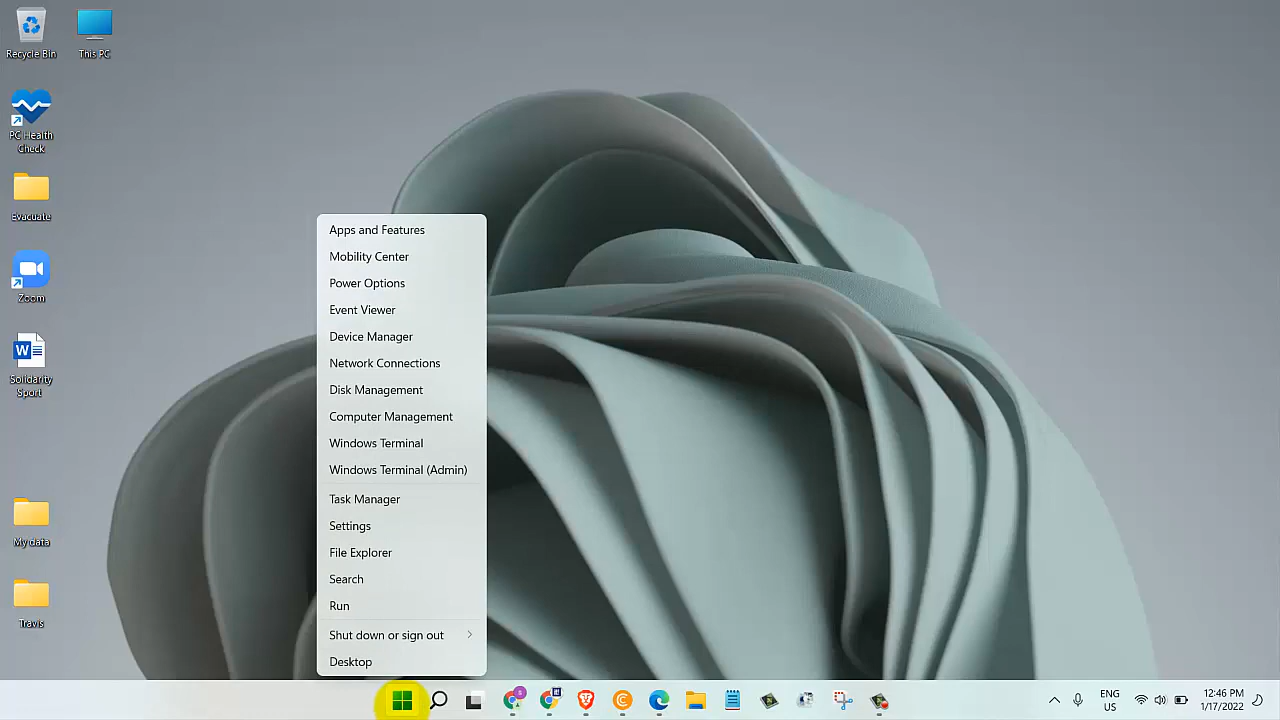 Recycle Bin
This PC
PC Health
Check
Evacuate
Zoom
Solidarity
Sport
My data
Travis
Apps and Features
Mobility Center
Power Options
Event Viewer
Device Manager
Network Connections
Disk Management
Computer Management
Windows Terminal
Windows Terminal (Admin)
Task Manager
Settings
File Explorer
Search
Run
Shut down or sign out
Desktop
ENG
US
12:46 PM
1/17/2022